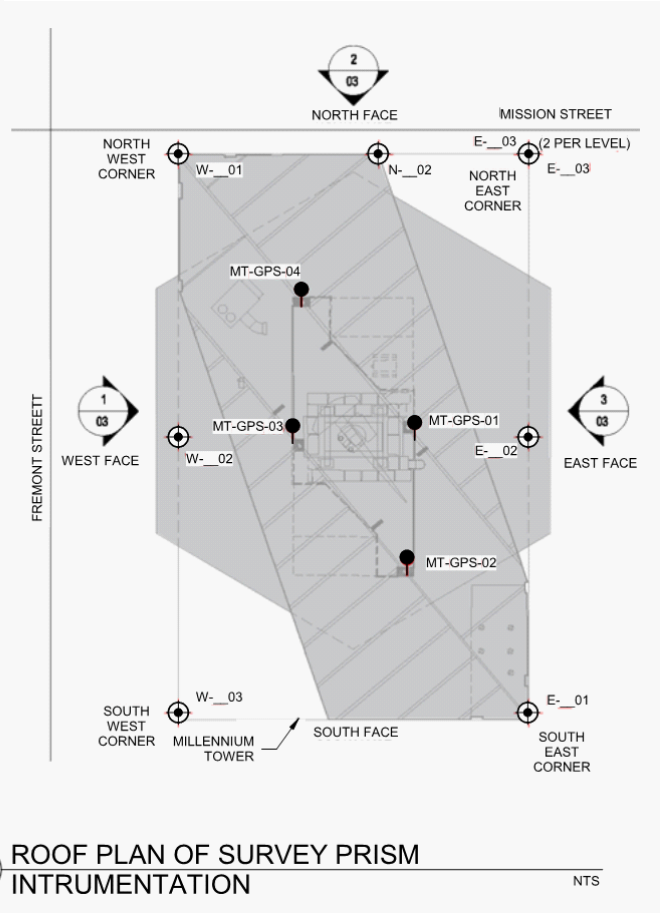 2
03
NORTH FACE
MISSION STREET
NORTH
WEST
CORNER
W-__01
N-__02
E-__03
(2 PER LEVEL)
E-__03
NORTH
EAST
CORNER
MT-GPS-04
1
03
WEST FACE
W-__02
MT-GPS-03
MT-GPS-01
E-__02
3
03
EAST FACE
FREMONT STREETT
MT-GPS-02
W-__03
SOUTH
WEST
CORNER
MILLENNIUM
TOWER
SOUTH FACE
E-__01
SOUTH
EAST
CORNER
ROOF PLAN OF SURVEY PRISM
INTRUMENTATION
NTS